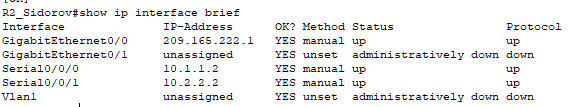 [OK]
R2_Sidorov#show ip interface brief
Interface              IP-Address      OK? Method Status                Protocol
GigabitEthernet0/0     209.165.222.1   YES manual up                    up
GigabitEthernet0/1     unassigned      YES unset  administratively down down
Serial0/0/0            10.1.1.2        YES manual up                    up
Serial0/0/1            10.2.2.2        YES manual up                    up
Vlan1                  unassigned      YES unset  administratively down down